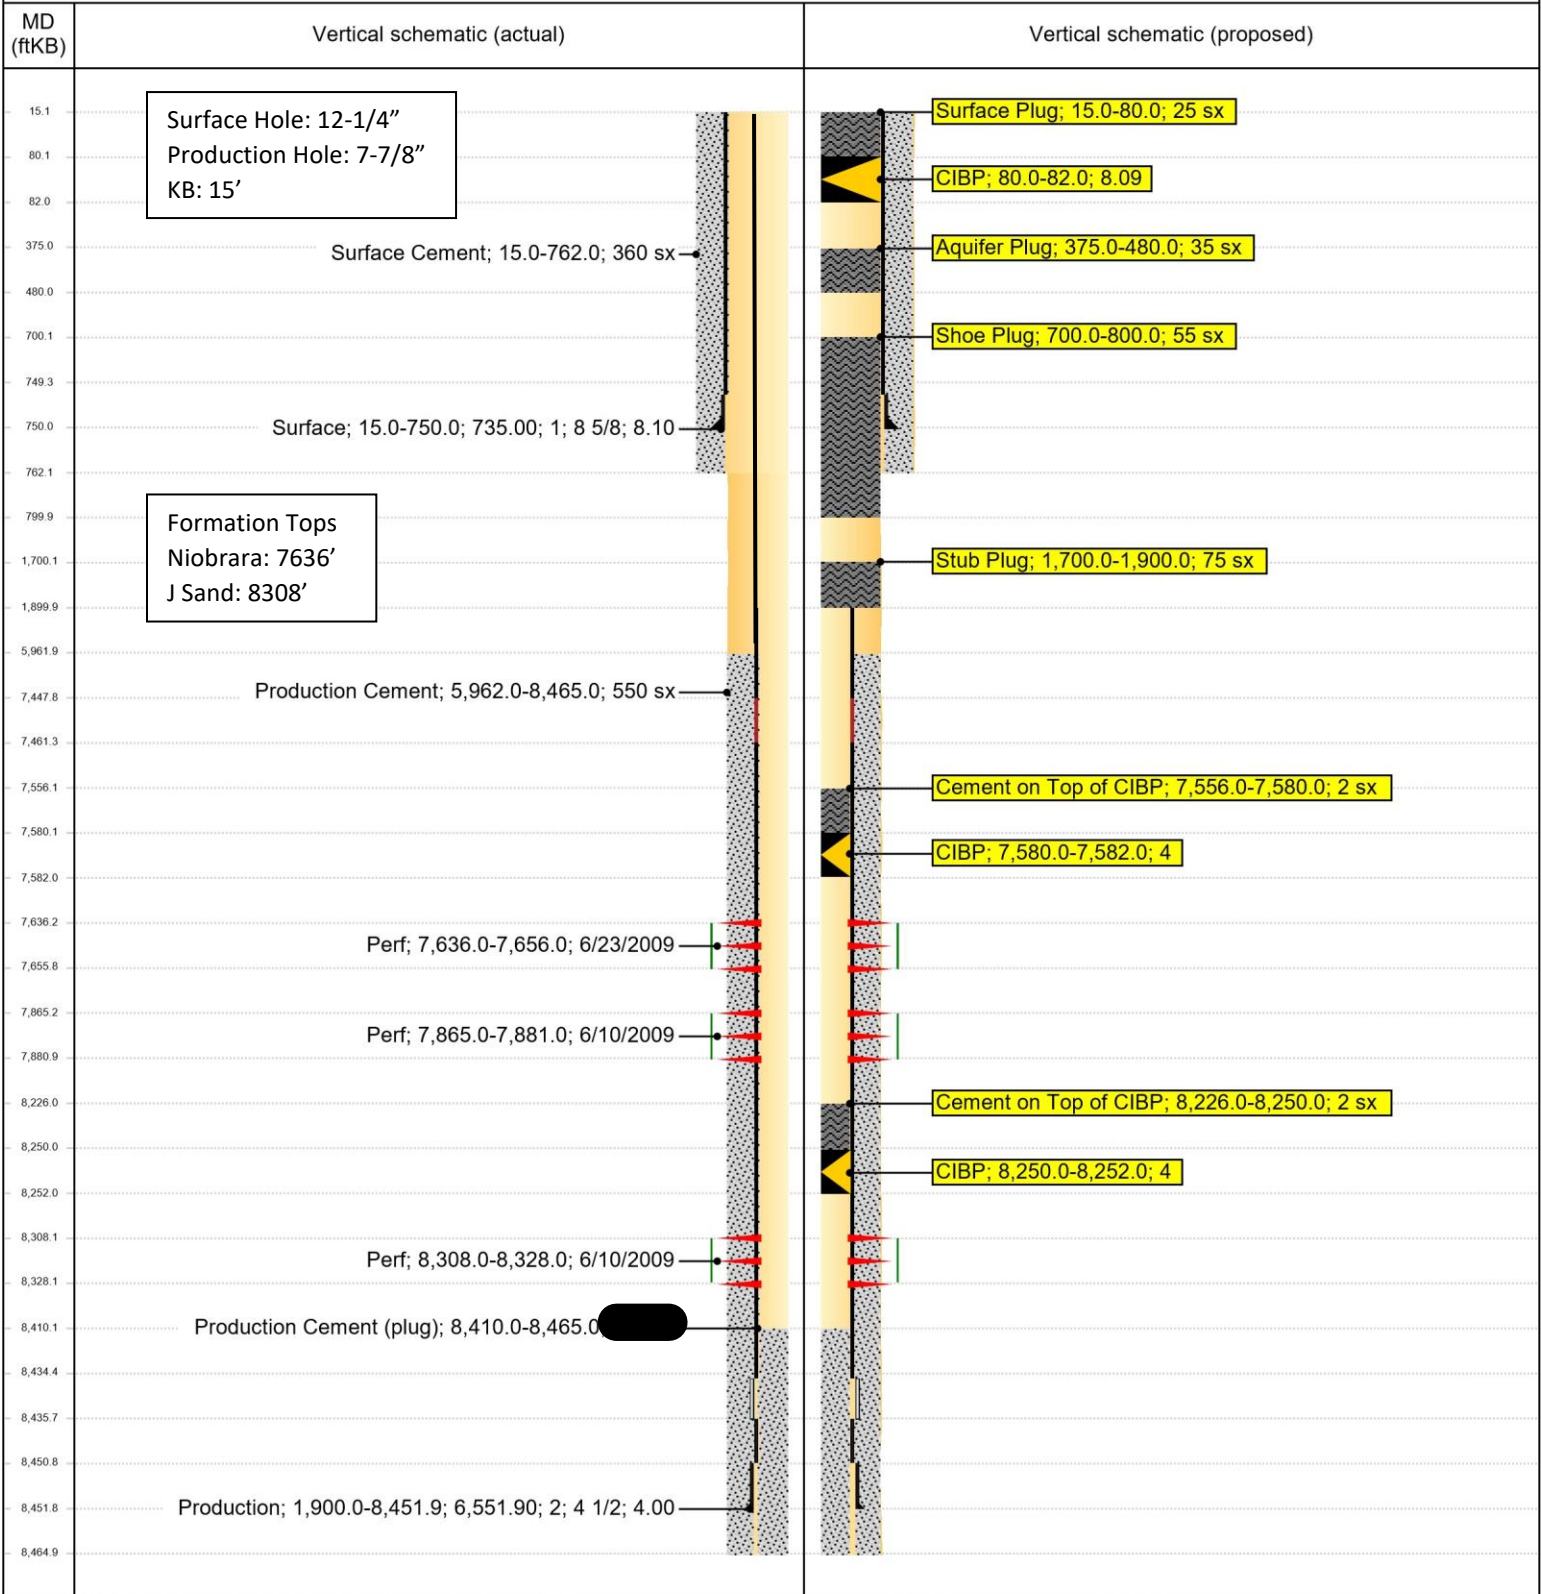 MD
(ftKB)
Vertical schematic (actual)
Vertical schematic (proposed)
15.1
80.1
82.0
375.0
480.0
700.1
749.3
750.0
762.1
799.9
1,700.1
1,899.9
5,961.9
7,447.8
7,461.3
7,556.1
7,580.1
7,582.0
7,636.2
7,655.8
7,865.2
7,880.9
8,226.0
8,250.0
8,252.0
8,308.1
8,328.1
8,410.1
8,434.4
8,435.7
8,450.8
8,451.8
8,464.9
Surface Hole: 12-1/4”
Production Hole: 7-7/8”
KB: 15’
Surface Cement; 15.0-762.0; 360 sx
Surface; 15.0-750.0; 735.00; 1; 8 5/8; 8.10
Formation Tops
Niobrara: 7636’
J Sand: 8308’
Production Cement; 5,962.0-8,465.0; 550 sx
Perf; 7,636.0-7,656.0; 6/23/2009
Perf; 7,865.0-7,881.0; 6/10/2009
Perf; 8,308.0-8,328.0; 6/10/2009
Production Cement (plug); 8,410.0-8,465.0
Production; 1,900.0-8,451.9; 6,551.90; 2; 4 1/2; 4.00
Surface Plug; 15.0-80.0; 25 sx
CIBP; 80.0-82.0; 8.09
Aquifer Plug; 375.0-480.0; 35 sx
Shoe Plug; 700.0-800.0; 55 sx
Stub Plug; 1,700.0-1,900.0; 75 sx
Cement on Top of CIBP; 7,556.0-7,580.0; 2 sx
CIBP; 7,580.0-7,582.0; 4
Cement on Top of CIBP; 8,226.0-8,250.0; 2 sx
CIBP; 8,250.0-8,252.0; 4